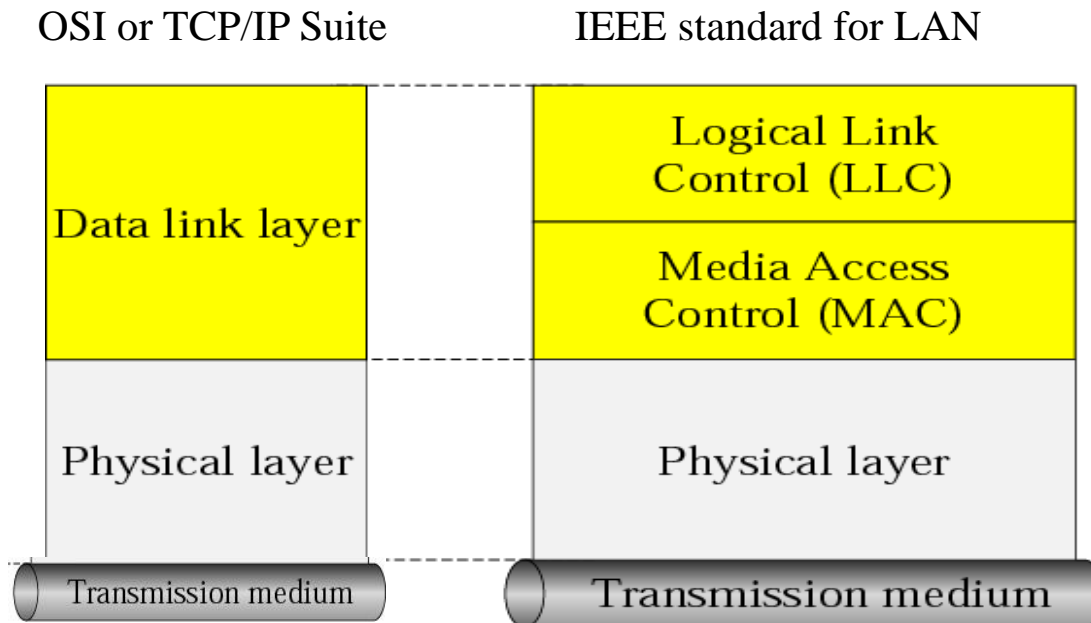 OSI or TCP/IP Suite
IEEE standard for LAN
Data link layer
Physical layer
Transmission medium
Logical Link
Control (LLC)
Media Access
Control (MAC)
Physical layer
Transmission medium